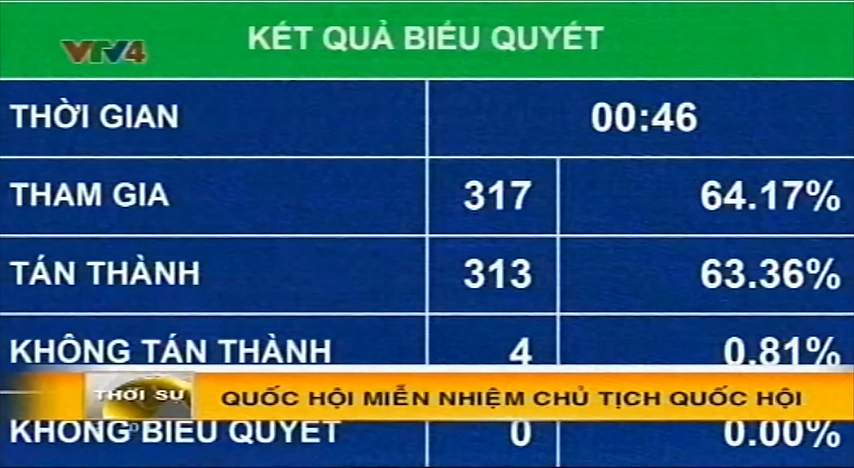 VTV4
KẾT QUẢ BIỂU QUYẾT
THỜI GIAN 00:46
THAM GIA 317 64.17%
TÁN THÀNH 313 63.36%
KHÔNG TÁN THÀNH 4 0.81%
THỜI SỰ QUỐC HỘI MIỄN NHIỆM CHỦ TỊCH QUỐC HỘI
KHÔNG BIỂU QUYẾT 0 0.00%